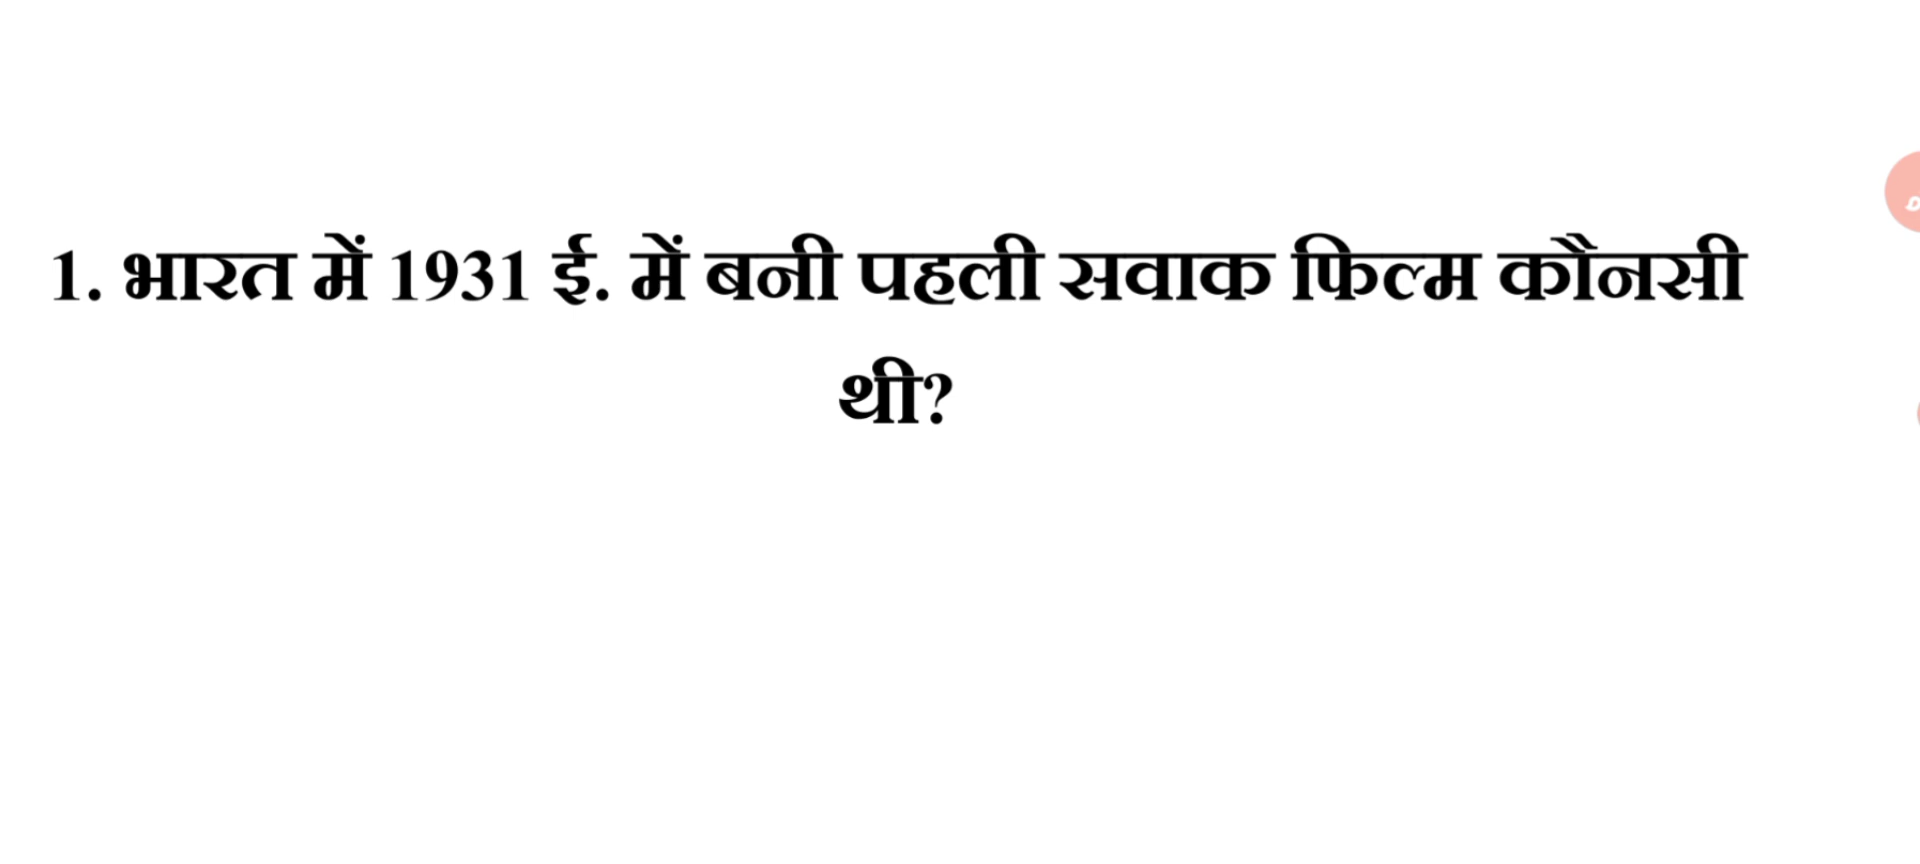 1. भारत में 1931 ई. में बनी पहली सवाक फिल्म कौनसी
थी?